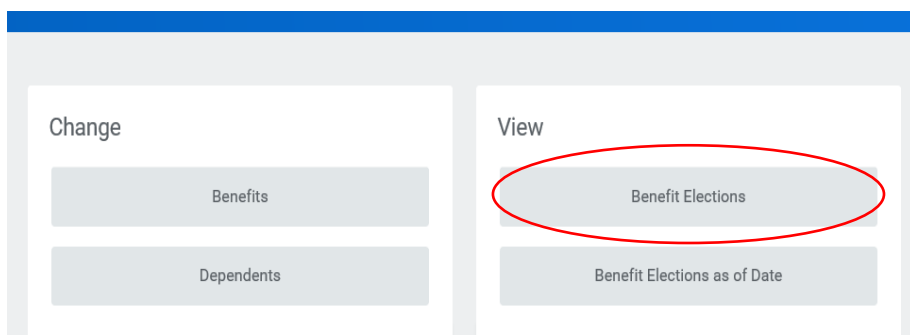 Change
Benefits
Dependents
View
Benefit Elections
Benefit Elections as of Date